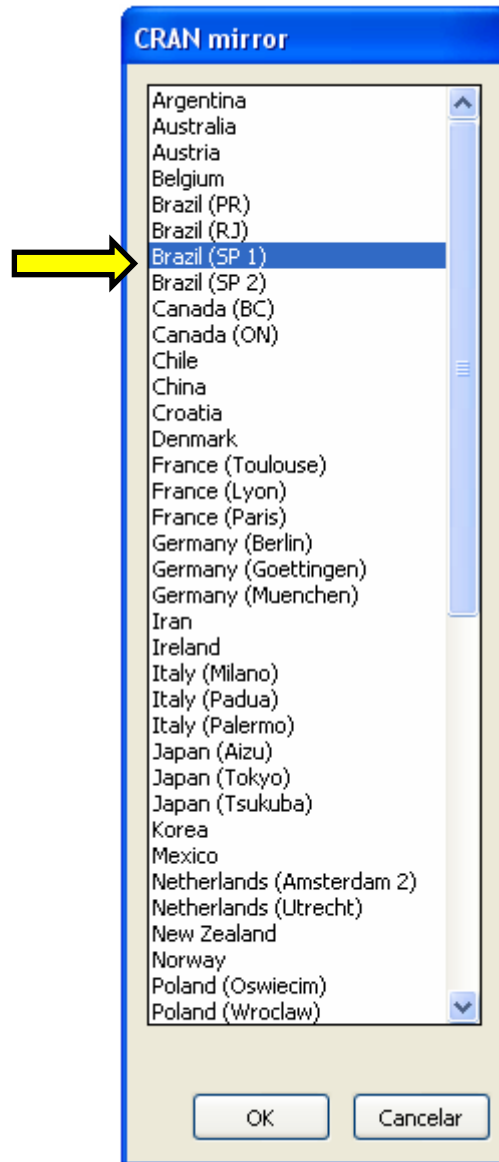 CRAN mirror
Argentina
Australia
Austria
Belgium
Brazil (PR)
Brazil (RJ)
Brazil (SP 1)
Brazil (SP 2)
Canada (BC)
Canada (ON)
Chile
China
Croatia
Denmark
France (Toulouse)
France (Lyon)
France (Paris)
Germany (Berlin)
Germany (Goettingen)
Germany (Muenchen)
Iran
Ireland
Italy (Milano)
Italy (Padua)
Italy (Palermo)
Japan (Aizu)
Japan (Tokyo)
Japan (Tsukuba)
Korea
Mexico
Netherlands (Amsterdam 2)
Netherlands (Utrecht)
New Zealand
Norway
Poland (Oswiecim)
Poland (Wroclaw)
OK Cancelar